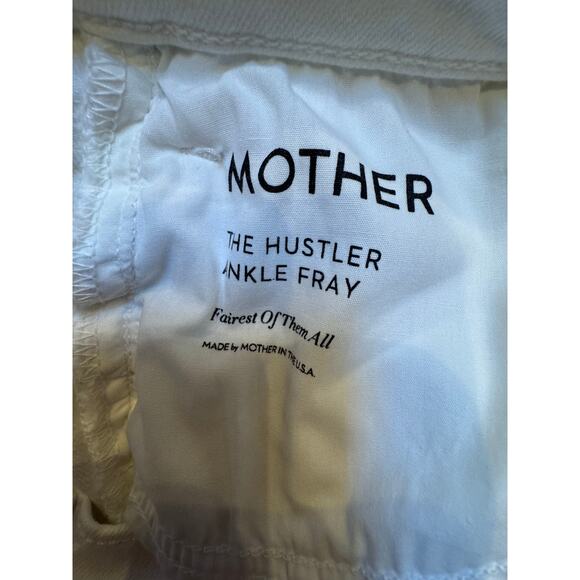 MOTHER
THE HUSTLER
ANKLE FRAY
Fairest Of Them All
MADE by MOTHER IN THE U.S.A.